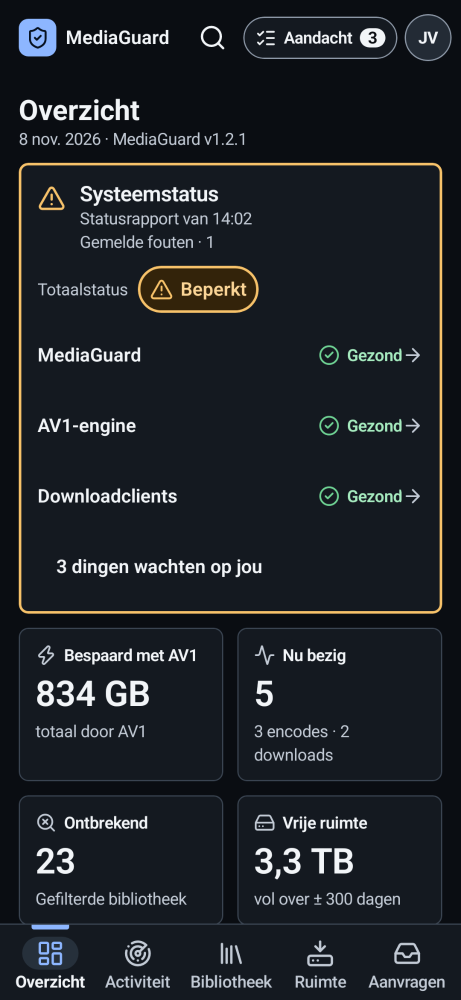 MediaGuard
Aandacht 3
JV
Overzicht
8 nov. 2026 · MediaGuard v1.2.1
Systeemstatus
Statusrapport van 14:02
Gemelde fouten · 1
Totaalstatus Beperkt
MediaGuard Gezond
AV1-engine Gezond
Downloadclients Gezond
3 dingen wachten op jou
Bespaard met AV1
834 GB
totaal door AV1
Nu bezig
5
3 encodes · 2
downloads
Ontbrekend
23
Gefilterde bibliotheek
Vrije ruimte
3,3 TB
vol over ± 300 dagen
Overzicht
Activiteit
Bibliotheek
Ruimte
Aanvragen